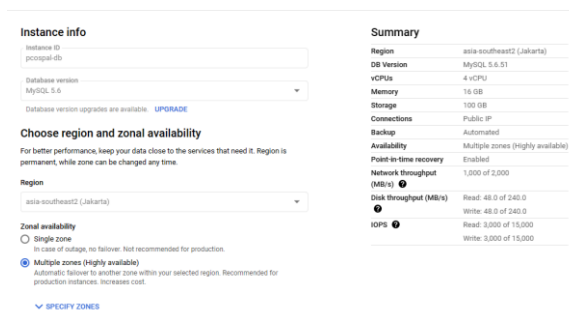 Instance info
Instance ID
pcospal-db
Database version
MySQL 5.6
Database version upgrades are available. UPGRADE
Choose region and zonal availability
For better performance, keep your data close to the services that need it. Region is
permanent, while zone can be changed any time.
Region
asia-southeast2 (Jakarta)
Zonal availability
Single zone
In case of outage, no failover. Not recommended for production.
Multiple zones (Highly available)
Automatic failover to another zone within your selected region. Recommended for
production instances. Increases cost.
SPECIFY ZONES
Summary
Region asia-southeast2 (Jakarta)
DB Version MySQL 5.6.51
vCPUs 4 vCPU
Memory 16 GB
Storage 100 GB
Connections Public IP
Backup Automated
Availability Multiple zones (Highly available)
Point-in-time recovery Enabled
Network throughput 1,000 of 2,000
(MB/s) ?
Disk throughput (MB/s) Read: 48.0 of 240.0
? Write: 48.0 of 240.0
IOPS ? Read: 3,000 of 15,000
Write: 3,000 of 15,000